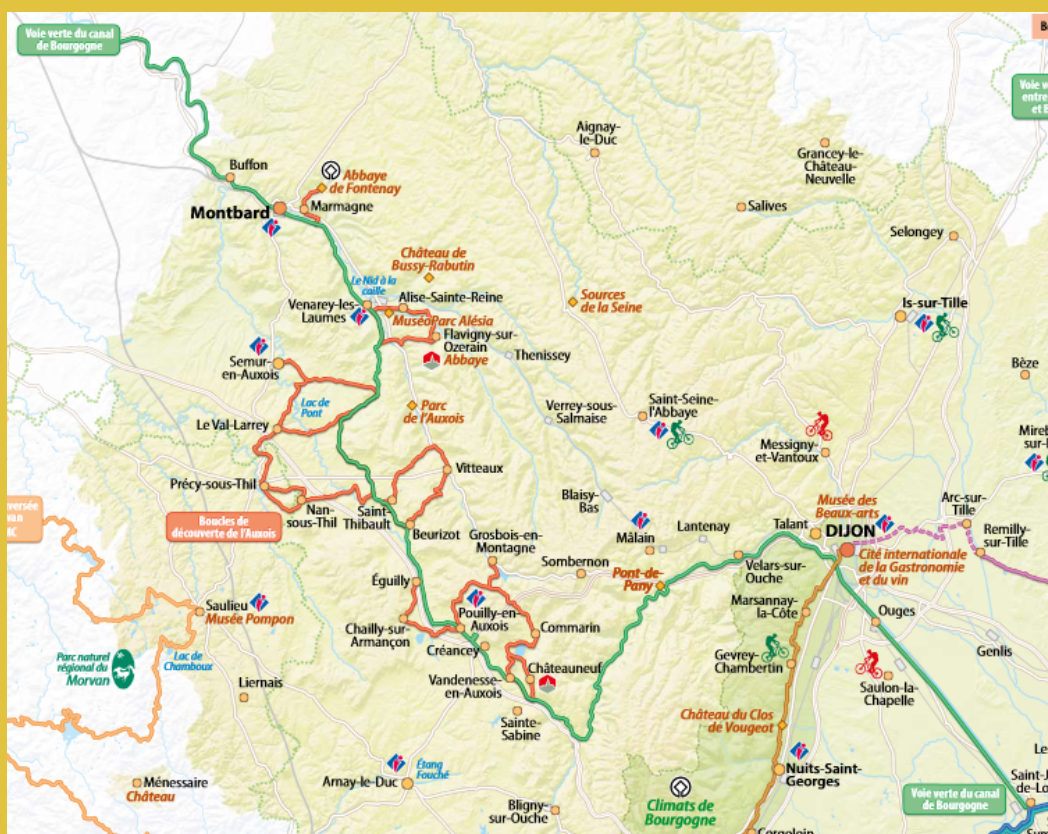 Voie verte du canal
de Bourgogne
Aignay-
le-Duc
Grancey-le-
Château-
Neuvelle
Buffon
Abbaye
de Fontenay
Marmagne
Montbard
Salives
Selongey
Château de
Bussy-Rabutin
Le Nid à la
caille
Venarey-les-
Laumes
Alise-Sainte-Reine
MuséoParc Alésia
Sources
de la Seine
Is-sur-Tille
Flavigny-sur-
Ozerain
Abbaye
Thenissey
Semur-
en-Auxois
Bèze
Lac de
Pont
Parc
de l'Auxois
Saint-Seine-
l'Abbaye
Verrey-sous-
Salmaise
Le Val-Larrey
Messigny-
et-Vantoux
Vitteaux
Précy-sous-Thil
Nan-
sous-Thil
Saint-
Thibault
Blaisy-
Bas
Musée des
Beaux-arts
Arc-sur-
Tille
Boucles de
découverte de l'Auxois
Beurizot
Grosbois-en-
Montagne
Mâlain
Lantenay
Talant
DIJON
Remilly-
sur-Tille
Cité internationale
de la Gastronomie
et du vin
Sombernon
Pont-de-
Pany
Velars-sur-
Ouche
Éguilly
Marsannay-
la-Côte
Saulieu
Musée Pompon
Pouilly-en-
Auxois
Ouges
Chailly-sur-
Armançon
Commarin
Créancey
Genlis
Parc naturel
régional du
Morvan
Lac de
Chamboux
Gevrey-
Chambertin
Châteauneuf
Liernais
Vandenesse-
en-Auxois
Saulon-la-
Chapelle
Sainte-
Sabine
Château du Clos
de Vougeot
Étang
Fouché
Arnay-le-Duc
Nuits-Saint-
Georges
Ménessaire
Château
Climats de
Bourgogne
Voie verte du canal
de Bourgogne
Bligny-
sur-Ouche